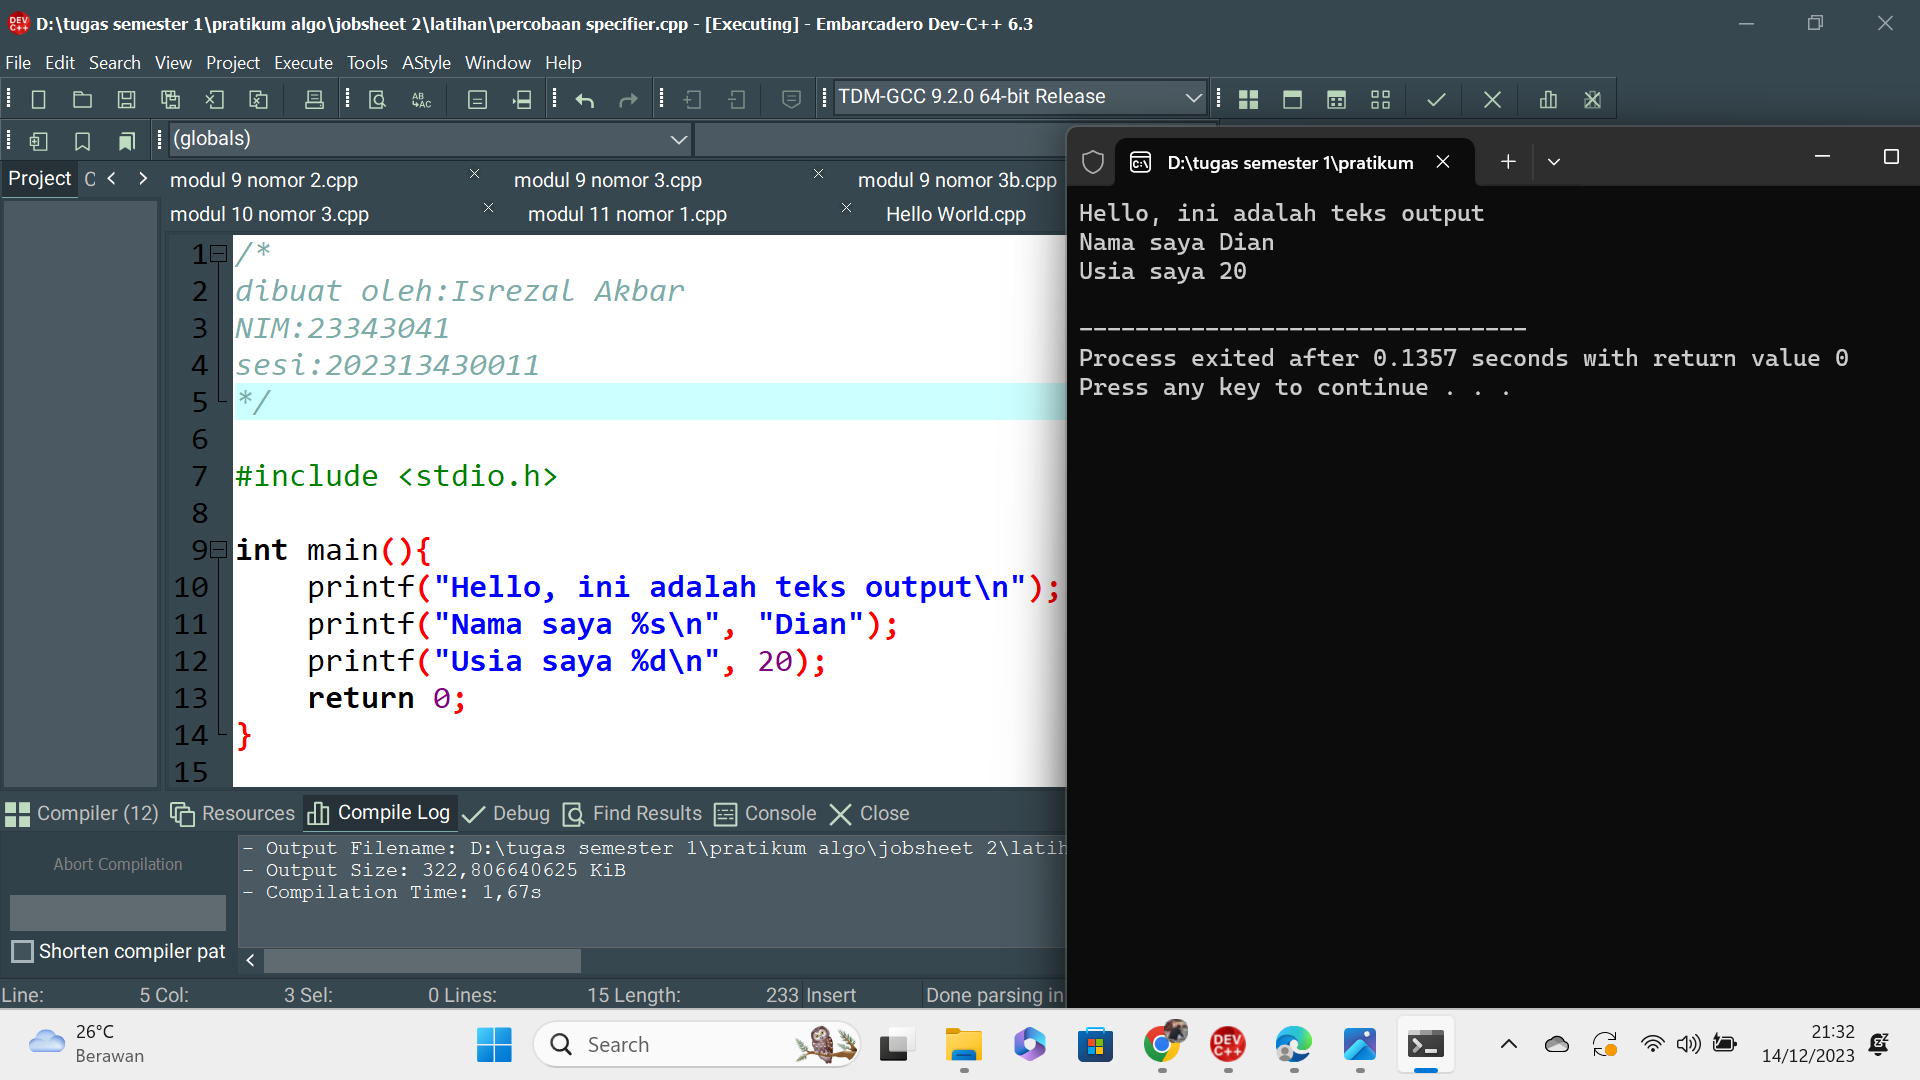 D:\tugas semester 1\pratikum algo\jobsheet 2\latihan\percobaan specifier.cpp - [Executing] - Embarcadero Dev-C++ 6.3
File Edit Search View Project Execute Tools AStyle Window Help
TDM-GCC 9.2.0 64-bit Release
(globals)
Project
modul 9 nomor 2.cpp
modul 9 nomor 3.cpp
modul 9 nomor 3b.cpp
modul 10 nomor 3.cpp
modul 11 nomor 1.cpp
Hello World.cpp
1 /*
2 dibuat oleh:Isrezal Akbar
3 NIM:23343041
4 sesi:202313430011
5 */
6
7 #include <stdio.h>
8
9 int main(){
10 printf("Hello, ini adalah teks output\n");
11 printf("Nama saya %s\n", "Dian");
12 printf("Usia saya %d\n", 20);
13 return 0;
14 }
15
D:\tugas semester 1\pratikum
Hello, ini adalah teks output
Nama saya Dian
Usia saya 20
--------------------------------
Process exited after 0.1357 seconds with return value 0
Press any key to continue . . .
Compiler (12) Resources Compile Log Debug Find Results Console Close
Abort Compilation
Shorten compiler pat
- Output Filename: D:\tugas semester 1\pratikum algo\jobsheet 2\latih
- Output Size: 322,806640625 KiB
- Compilation Time: 1,67s
Line: 5 Col: 3 Sel: 0 Lines: 15 Length: 233 Insert Done parsing in
26°C
Berawan
Search
DEV C++
21:32
14/12/2023